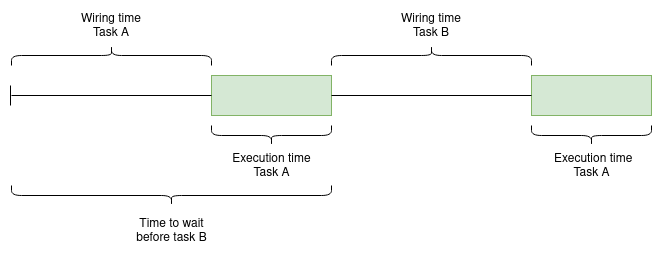 Wiring time
Task A
Wiring time
Task B
Execution time
Task A
Execution time
Task A
Time to wait
before task B